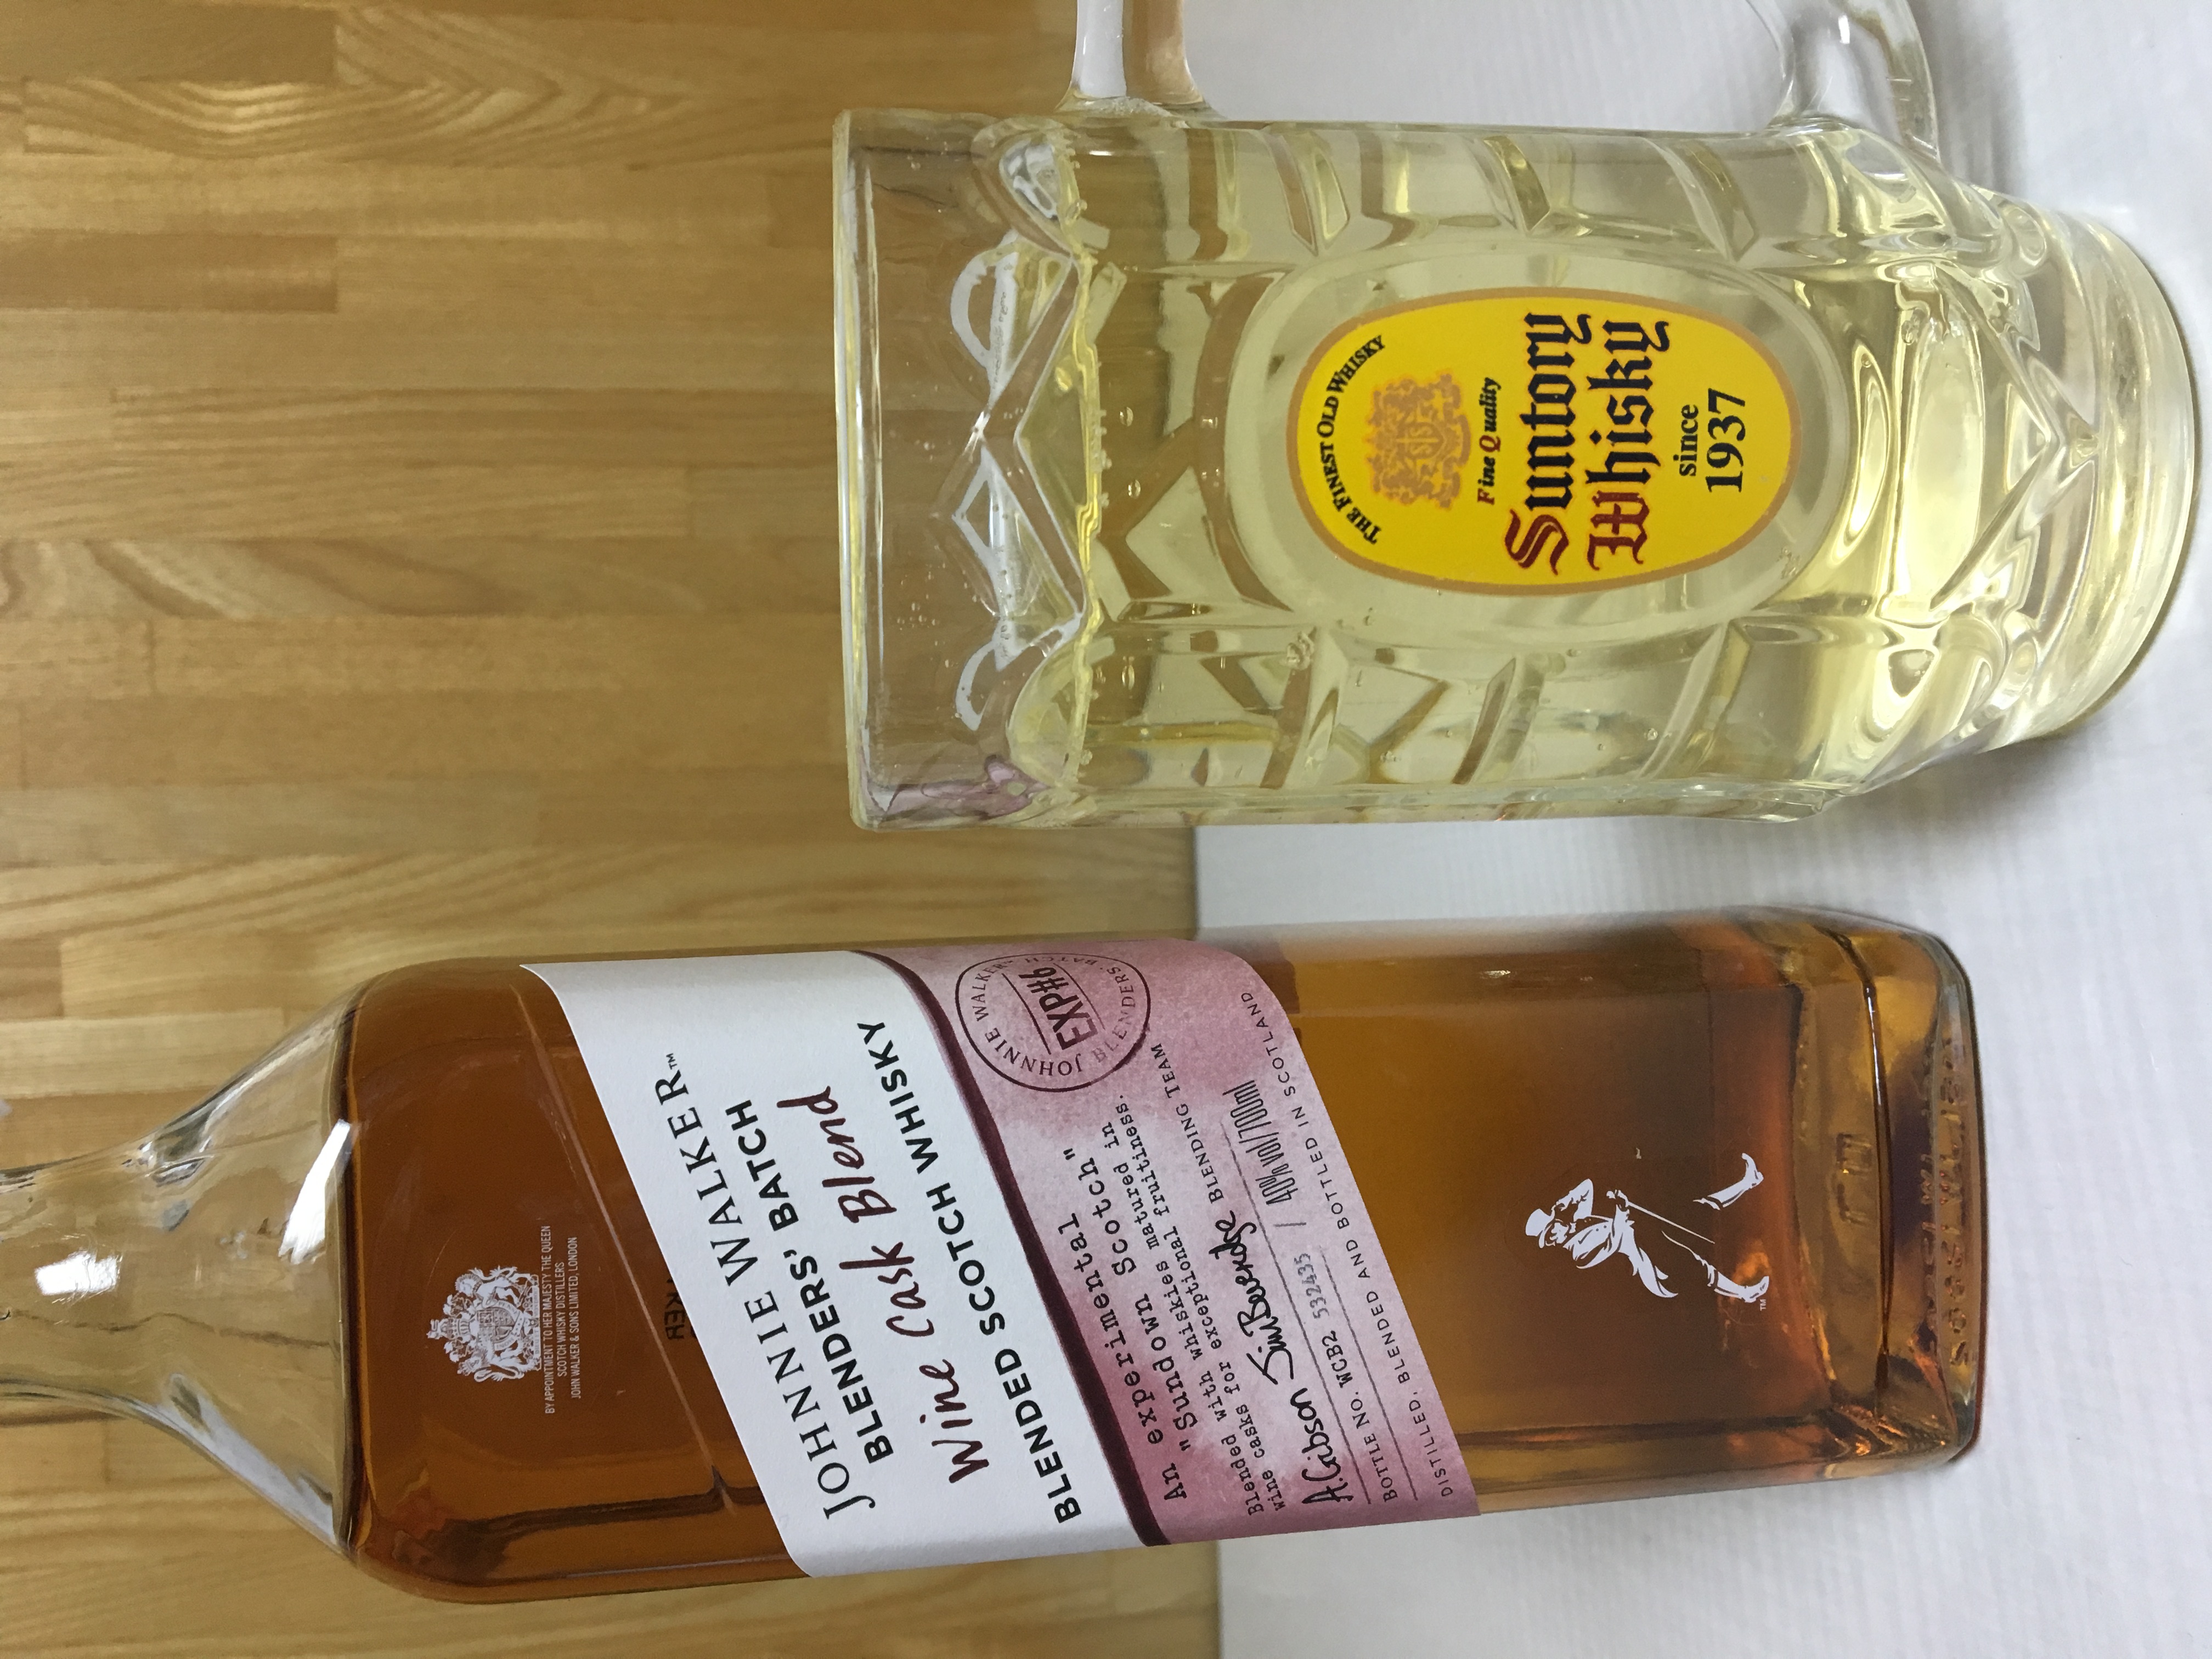 BY APPOINTMENT TO HER MAJESTY THE QUEEN
SCOTCH WHISKY DISTILLERS
JOHN WALKER & SONS LIMITED, LONDON
JOHNNIE WALKER™
BLENDERS' BATCH
Wine Cask Blend
BLENDED SCOTCH WHISKY
JOHNNIE WALKER
EXP#6
BLENDERS' BATCH
An experimental
"Sundown Scotch"
Blended with whiskies matured in
wine casks for exceptional fruitiness.
A.Gibson BLENDING TEAM
BOTTLE NO. WCB2 532435 / 40% vol/700ml
DISTILLED, BLENDED AND BOTTLED IN SCOTLAND
TM
THE FINEST OLD WHISKY
Fine Quality
Suntory
Whisky
since
1937